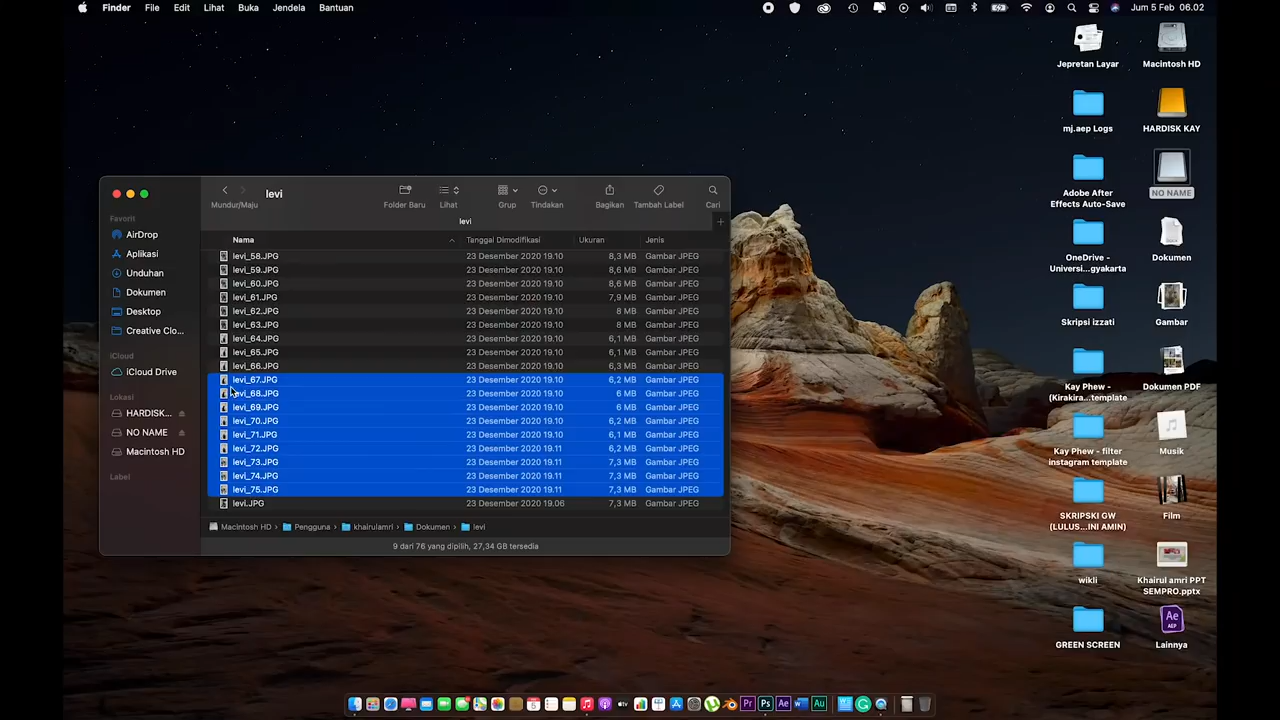 Finder File Edit Lihat Buka Jendela Bantuan
Jum 5 Feb 06.02
levi
Mundur/Maju Folder Baru Lihat Grup Tindakan Bagikan Tambah Label Cari
levi
Favorit
AirDrop
Aplikasi
Unduhan
Dokumen
Desktop
Creative Clo...
iCloud
iCloud Drive
Lokasi
HARDISK...
NO NAME
Macintosh HD
Label
Nama Tanggal Dimodifikasi Ukuran Jenis
levi_58.JPG 23 Desember 2020 19.10 8,3 MB Gambar JPEG
levi_59.JPG 23 Desember 2020 19.10 8,6 MB Gambar JPEG
levi_60.JPG 23 Desember 2020 19.10 8,6 MB Gambar JPEG
levi_61.JPG 23 Desember 2020 19.10 7,9 MB Gambar JPEG
levi_62.JPG 23 Desember 2020 19.10 8 MB Gambar JPEG
levi_63.JPG 23 Desember 2020 19.10 8 MB Gambar JPEG
levi_64.JPG 23 Desember 2020 19.10 6,1 MB Gambar JPEG
levi_65.JPG 23 Desember 2020 19.10 6,1 MB Gambar JPEG
levi_66.JPG 23 Desember 2020 19.10 6,3 MB Gambar JPEG
levi_67.JPG 23 Desember 2020 19.10 6,2 MB Gambar JPEG
levi_68.JPG 23 Desember 2020 19.10 6 MB Gambar JPEG
levi_69.JPG 23 Desember 2020 19.10 6 MB Gambar JPEG
levi_70.JPG 23 Desember 2020 19.10 6,2 MB Gambar JPEG
levi_71.JPG 23 Desember 2020 19.10 6,1 MB Gambar JPEG
levi_72.JPG 23 Desember 2020 19.11 6,2 MB Gambar JPEG
levi_73.JPG 23 Desember 2020 19.11 7,3 MB Gambar JPEG
levi_74.JPG 23 Desember 2020 19.11 7,3 MB Gambar JPEG
levi_75.JPG 23 Desember 2020 19.11 7,3 MB Gambar JPEG
levi.JPG 23 Desember 2020 19.06 7,3 MB Gambar JPEG
Macintosh HD > Pengguna > khairulamri > Dokumen > levi
9 dari 76 yang dipilih, 27,34 GB tersedia
Jepretan Layar Macintosh HD
mj.aep Logs HARDISK KAY
Adobe After
Effects Auto-Save
NO NAME
OneDrive -
Universi...gyakarta
Dokumen
Skripsi izzati Gambar
Kay Phew -
(Kirakira...template
Dokumen PDF
Kay Phew - filter
instagram template
Musik
SKRIPSKI GW
(LULUS...INI AMIN)
Film
wikli
Khairul amri PPT
SEMPRO.pptx
GREEN SCREEN
Ae
AEP
Lainnya
Pr Ps Ae Au